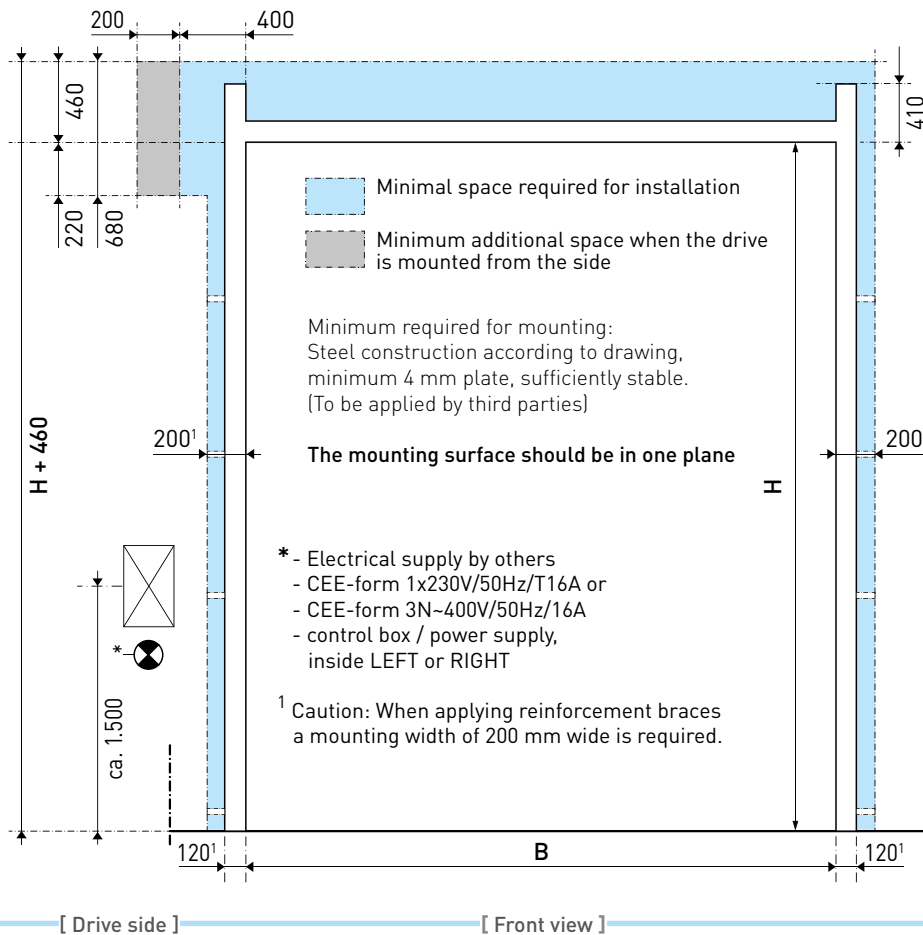 200
400
460
410
220
680
Minimal space required for installation
Minimum additional space when the drive
is mounted from the side
Minimum required for mounting:
Steel construction according to drawing,
minimum 4 mm plate, sufficiently stable.
(To be applied by third parties)
H + 460
200¹
The mounting surface should be in one plane
200
H
* - Electrical supply by others
- CEE-form 1x230V/50Hz/T16A or
- CEE-form 3N~400V/50Hz/16A
- control box / power supply,
inside LEFT or RIGHT
*
¹ Caution: When applying reinforcement braces
a mounting width of 200 mm wide is required.
ca. 1.500
120¹
B
120¹
[ Drive side ]
[ Front view ]